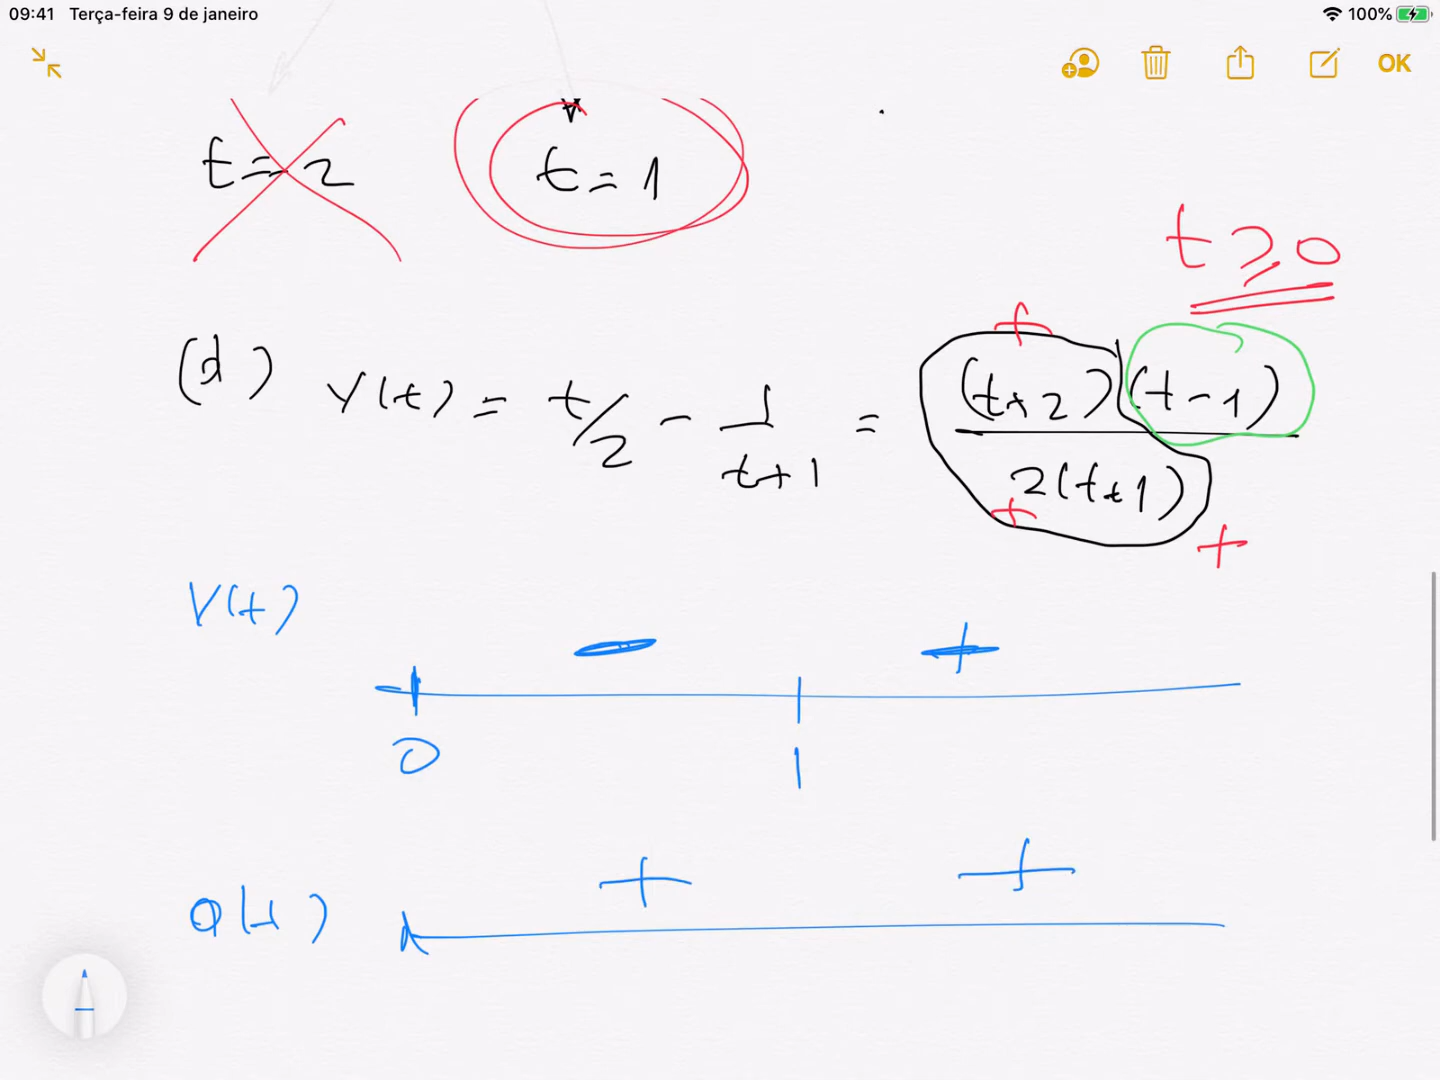 09:41 Terça-feira 9 de janeiro 100%
OK
t = -2 t = 1
t ⩾ 0
(d) V(t) = t/2 - 1/(t+1) = (t+2)(t-1) / 2(t+1)
+ + +
V(t) - +
0 1
a(t) + +